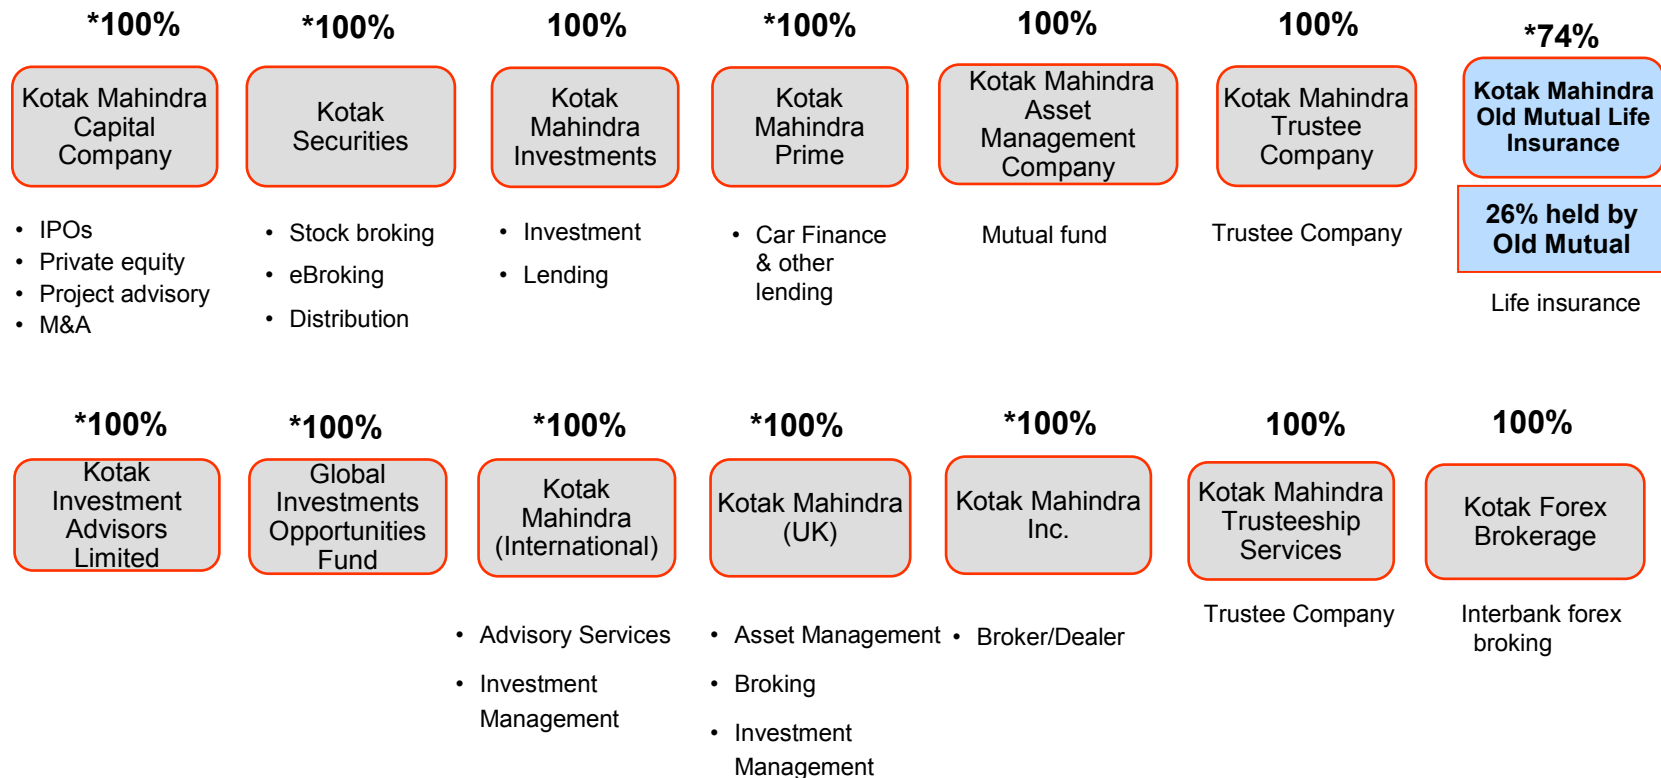 *100%
*100%
100%
*100%
100%
100%
*74%
Kotak Mahindra
Capital
Company
Kotak
Securities
Kotak
Mahindra
Investments
Kotak
Mahindra
Prime
Kotak Mahindra
Asset
Management
Company
Kotak Mahindra
Trustee
Company
Kotak Mahindra
Old Mutual Life
Insurance
26% held by
Old Mutual
• IPOs
• Private equity
• Project advisory
• M&A
• Stock broking
• eBroking
• Distribution
• Investment
• Lending
• Car Finance
& other
lending
Mutual fund
Trustee Company
Life insurance
*100%
*100%
*100%
*100%
*100%
100%
100%
Kotak
Investment
Advisors
Limited
Global
Investments
Opportunities
Fund
Kotak
Mahindra
(International)
Kotak Mahindra
(UK)
Kotak Mahindra
Inc.
Kotak Mahindra
Trusteeship
Services
Kotak Forex
Brokerage
• Advisory Services
• Investment
Management
• Asset Management
• Broking
• Investment
Management
• Broker/Dealer
Trustee Company
Interbank forex
broking